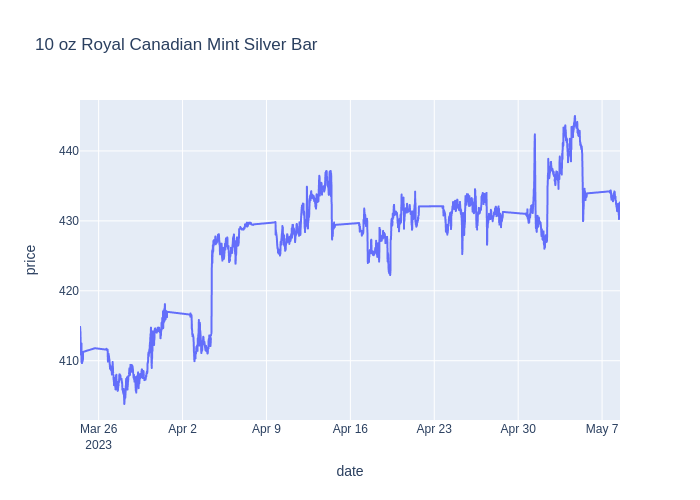 10 oz Royal Canadian Mint Silver Bar
440
430
420
410
price
Mar 26
2023
Apr 2
Apr 9
Apr 16
Apr 23
Apr 30
May 7
date